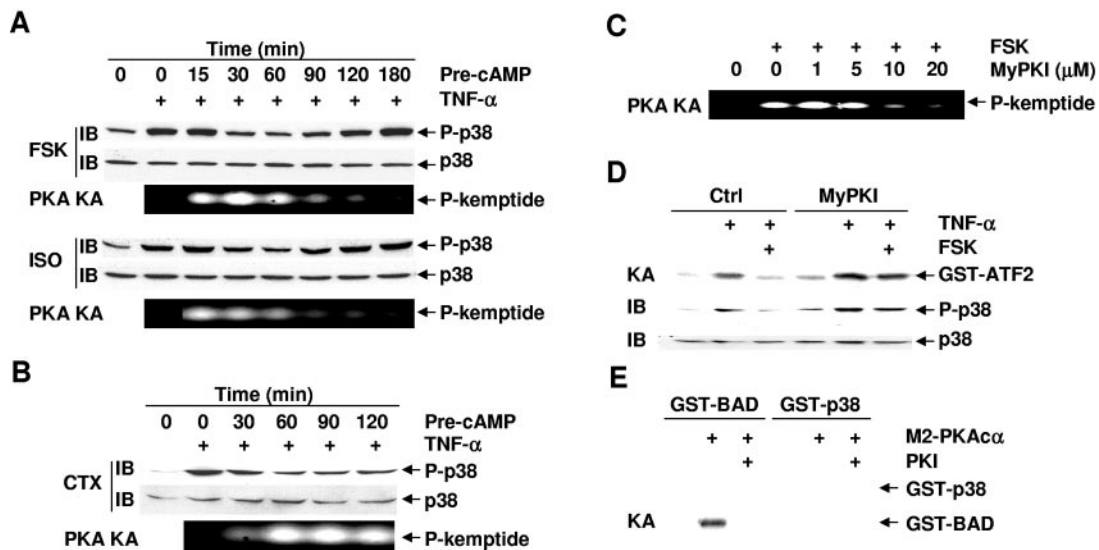 A
Time (min)
0 0 15 30 60 90 120 180 Pre-cAMP
+ + + + + + + TNF-α
FSK IB P-p38
IB p38
PKA KA P-kemptide
ISO IB P-p38
IB p38
PKA KA P-kemptide
B
Time (min)
0 0 30 60 90 120 Pre-cAMP
+ + + + + TNF-α
CTX IB P-p38
IB p38
PKA KA P-kemptide
C
+ + + + + FSK
0 0 1 5 10 20 MyPKI (μM)
PKA KA P-kemptide
D
Ctrl MyPKI
+ + + + TNF-α
+ + FSK
KA GST-ATF2
IB P-p38
IB p38
E
GST-BAD GST-p38
+ + + + M2-PKAcα
+ + PKI
GST-p38
KA GST-BAD